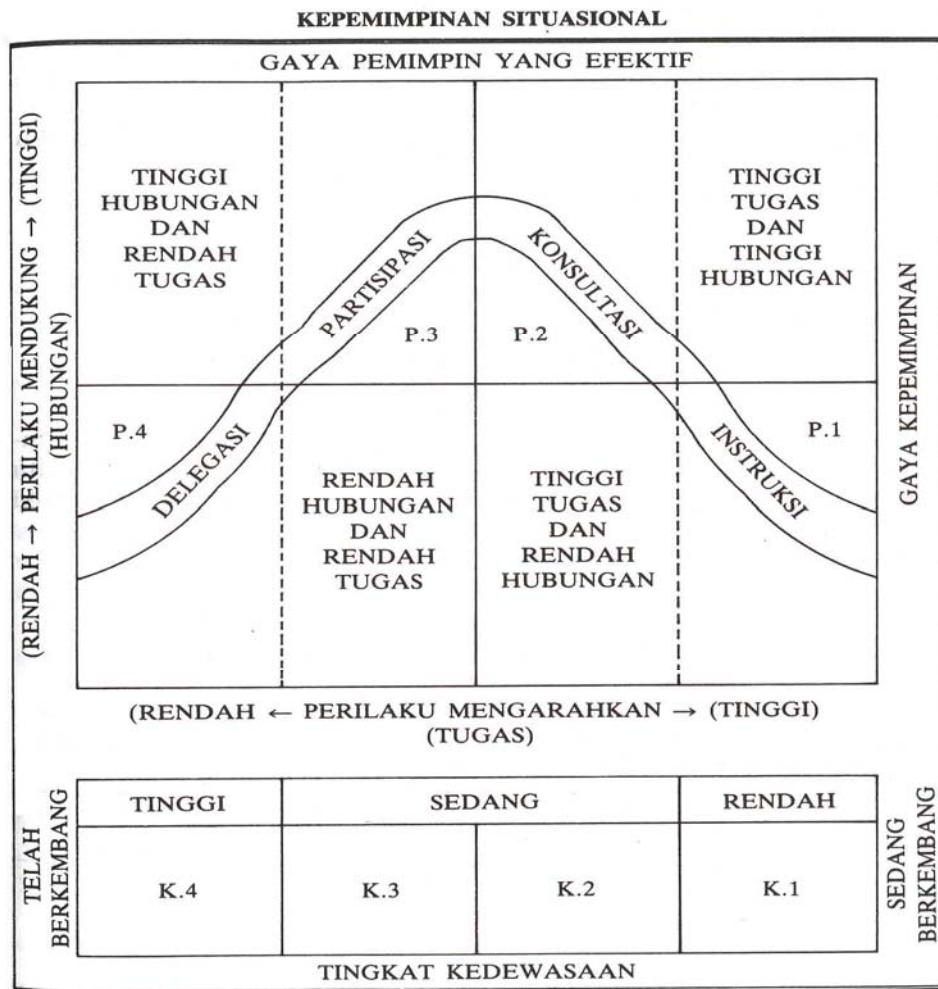 KEPEMIMPINAN SITUASIONAL
GAYA PEMIMPIN YANG EFEKTIF
(RENDAH → PERILAKU MENDUKUNG → (TINGGI)
(HUBUNGAN)
TINGGI
HUBUNGAN
DAN
RENDAH
TUGAS
PARTISIPASI
KONSULTASI
TINGGI
TUGAS
DAN
TINGGI
HUBUNGAN
P.3
P.2
P.4
DELEGASI
INSTRUKSI
P.1
RENDAH
HUBUNGAN
DAN
RENDAH
TUGAS
TINGGI
TUGAS
DAN
RENDAH
HUBUNGAN
GAYA KEPEMIMPINAN
(RENDAH ← PERILAKU MENGARAHKAN → (TINGGI)
(TUGAS)
TELAH
BERKEMBANG
TINGGI
SEDANG
RENDAH
K.4
K.3
K.2
K.1
SEDANG
BERKEMBANG
TINGKAT KEDEWASAAN